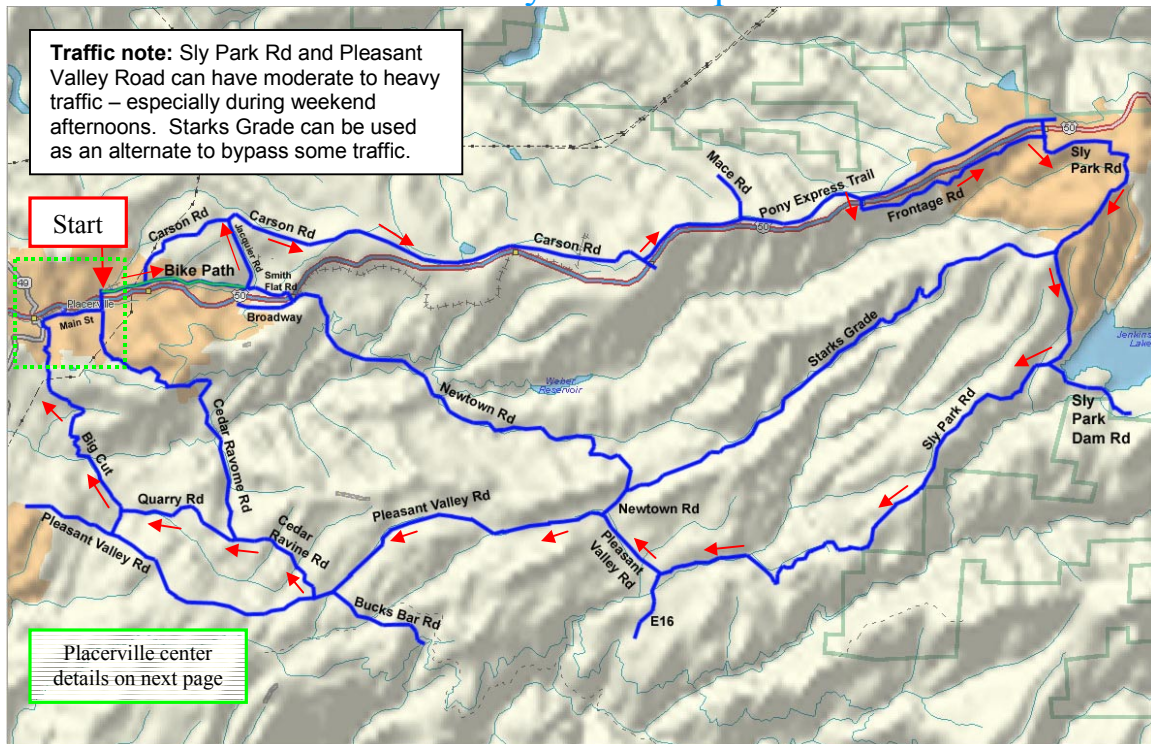 Traffic note: Sly Park Rd and Pleasant
Valley Road can have moderate to heavy
traffic – especially during weekend
afternoons. Starks Grade can be used
as an alternate to bypass some traffic.
50
Sly
Park Rd
Mace Rd
Pony Express Trail
Frontage Rd
50
Start
Carson Rd
Carson Rd
Carson Rd
Jacquier Rd
Bike Path
Smith
Flat Rd
49
Placerville
50
Main St
Broadway
Starks Grade
Jenkins
Lake
Weber
Reservoir
Newtown Rd
Cedar Ravome Rd
Sly Park Rd
Sly
Park
Dam Rd
Big Cut
Quarry Rd
Pleasant Valley Rd
Newtown Rd
Pleasant Valley Rd
Cedar
Ravine Rd
Pleasant
Valley Rd
Bucks Bar Rd
E16
Placerville center
details on next page